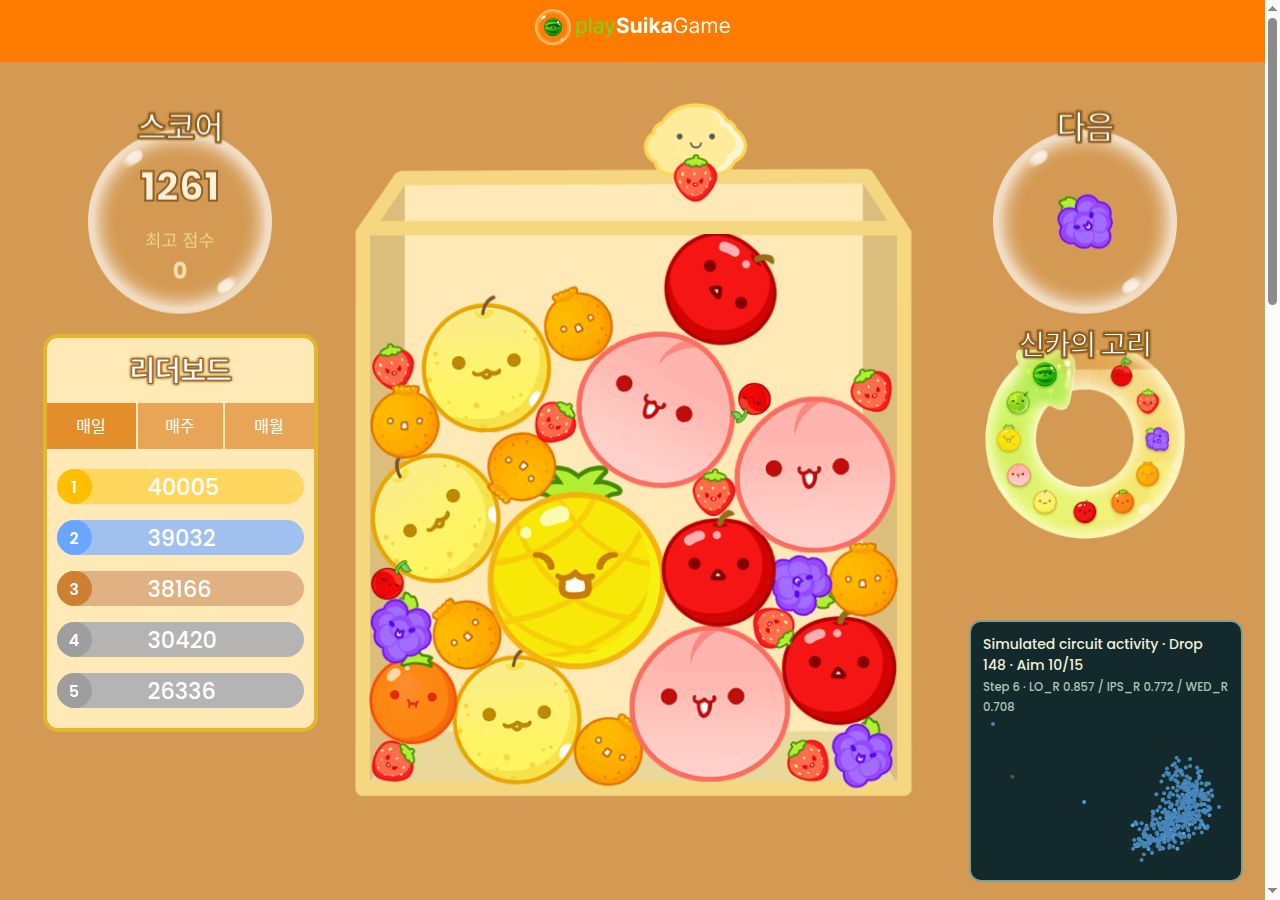 playSuikaGame
스코어
1261
최고 점수
0
리더보드
매일 매주 매월
1 40005
2 39032
3 38166
4 30420
5 26336
다음
신카의 고리
Simulated circuit activity · Drop
148 · Aim 10/15
Step 6 · LO_R 0.857 / IPS_R 0.772 / WED_R
0.708